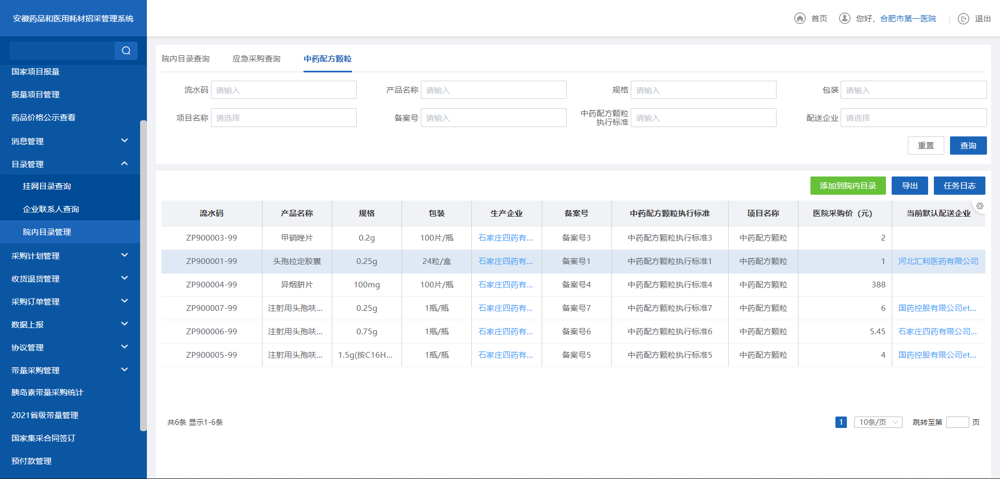 安徽药品和医用耗材招采管理系统
首页
您好，合肥市第一医院
退出
国家项目报量
报量项目管理
药品价格公示查看
消息管理
目录管理
挂网目录查询
企业联系人查询
院内目录管理
采购计划管理
收货退货管理
采购订单管理
数据上报
协议管理
带量采购管理
胰岛素带量采购统计
2021省级带量管理
国家集采合同签订
预付款管理
院内目录查询 应急采购查询 中药配方颗粒
流水码 请输入 产品名称 请输入 规格 请输入 包装 请输入
项目名称 请选择 备案号 请输入 中药配方颗粒执行标准 请输入 配送企业 请选择
重置 查询
添加到院内目录 导出 任务日志
流水码 产品名称 规格 包装 生产企业 备案号 中药配方颗粒执行标准 项目名称 医院采购价（元） 当前默认配送企业
ZP900003-99 甲硝唑片 0.2g 100片/瓶 石家庄四药有... 备案号3 中药配方颗粒执行标准3 中药配方颗粒 2
ZP900001-99 头孢拉定胶囊 0.25g 24粒/盒 石家庄四药有... 备案号1 中药配方颗粒执行标准1 中药配方颗粒 1 河北汇利医药有限公司
ZP900004-99 异烟肼片 100mg 100片/瓶 石家庄四药有... 备案号4 中药配方颗粒执行标准4 中药配方颗粒 388
ZP900007-99 注射用头孢呋... 0.25g 1瓶/瓶 石家庄四药有... 备案号7 中药配方颗粒执行标准7 中药配方颗粒 6 国药控股有限公司et...
ZP900006-99 注射用头孢呋... 0.75g 1瓶/瓶 石家庄四药有... 备案号6 中药配方颗粒执行标准6 中药配方颗粒 5.45 石家庄四药有限公司...
ZP900005-99 注射用头孢呋... 1.5g(按C16H... 1瓶/瓶 石家庄四药有... 备案号5 中药配方颗粒执行标准5 中药配方颗粒 4 国药控股有限公司et...
共6条 显示1-6条 1 10条/页 跳转至第 页